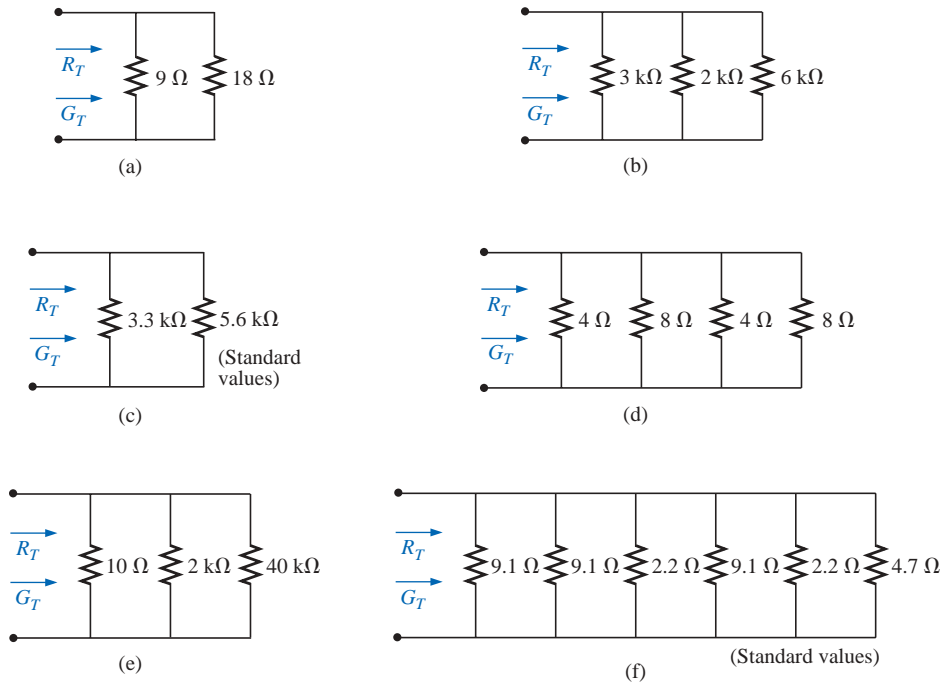 R_T
G_T
9 Ω 18 Ω
(a)
R_T
G_T
3 kΩ 2 kΩ 6 kΩ
(b)
R_T
G_T
3.3 kΩ 5.6 kΩ
(Standard
values)
(c)
R_T
G_T
4 Ω 8 Ω 4 Ω 8 Ω
(d)
R_T
G_T
10 Ω 2 kΩ 40 kΩ
(e)
R_T
G_T
9.1 Ω 9.1 Ω 2.2 Ω 9.1 Ω 2.2 Ω 4.7 Ω
(Standard values)
(f)